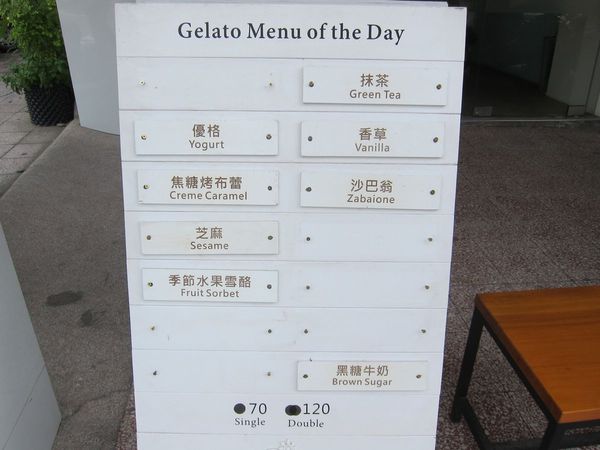 Gelato Menu of the Day
抹茶
Green Tea
優格
Yogurt
香草
Vanilla
焦糖烤布蕾
Creme Caramel
沙巴翁
Zabaione
芝麻
Sesame
季節水果雪酪
Fruit Sorbet
黑糖牛奶
Brown Sugar
70 120
Single Double